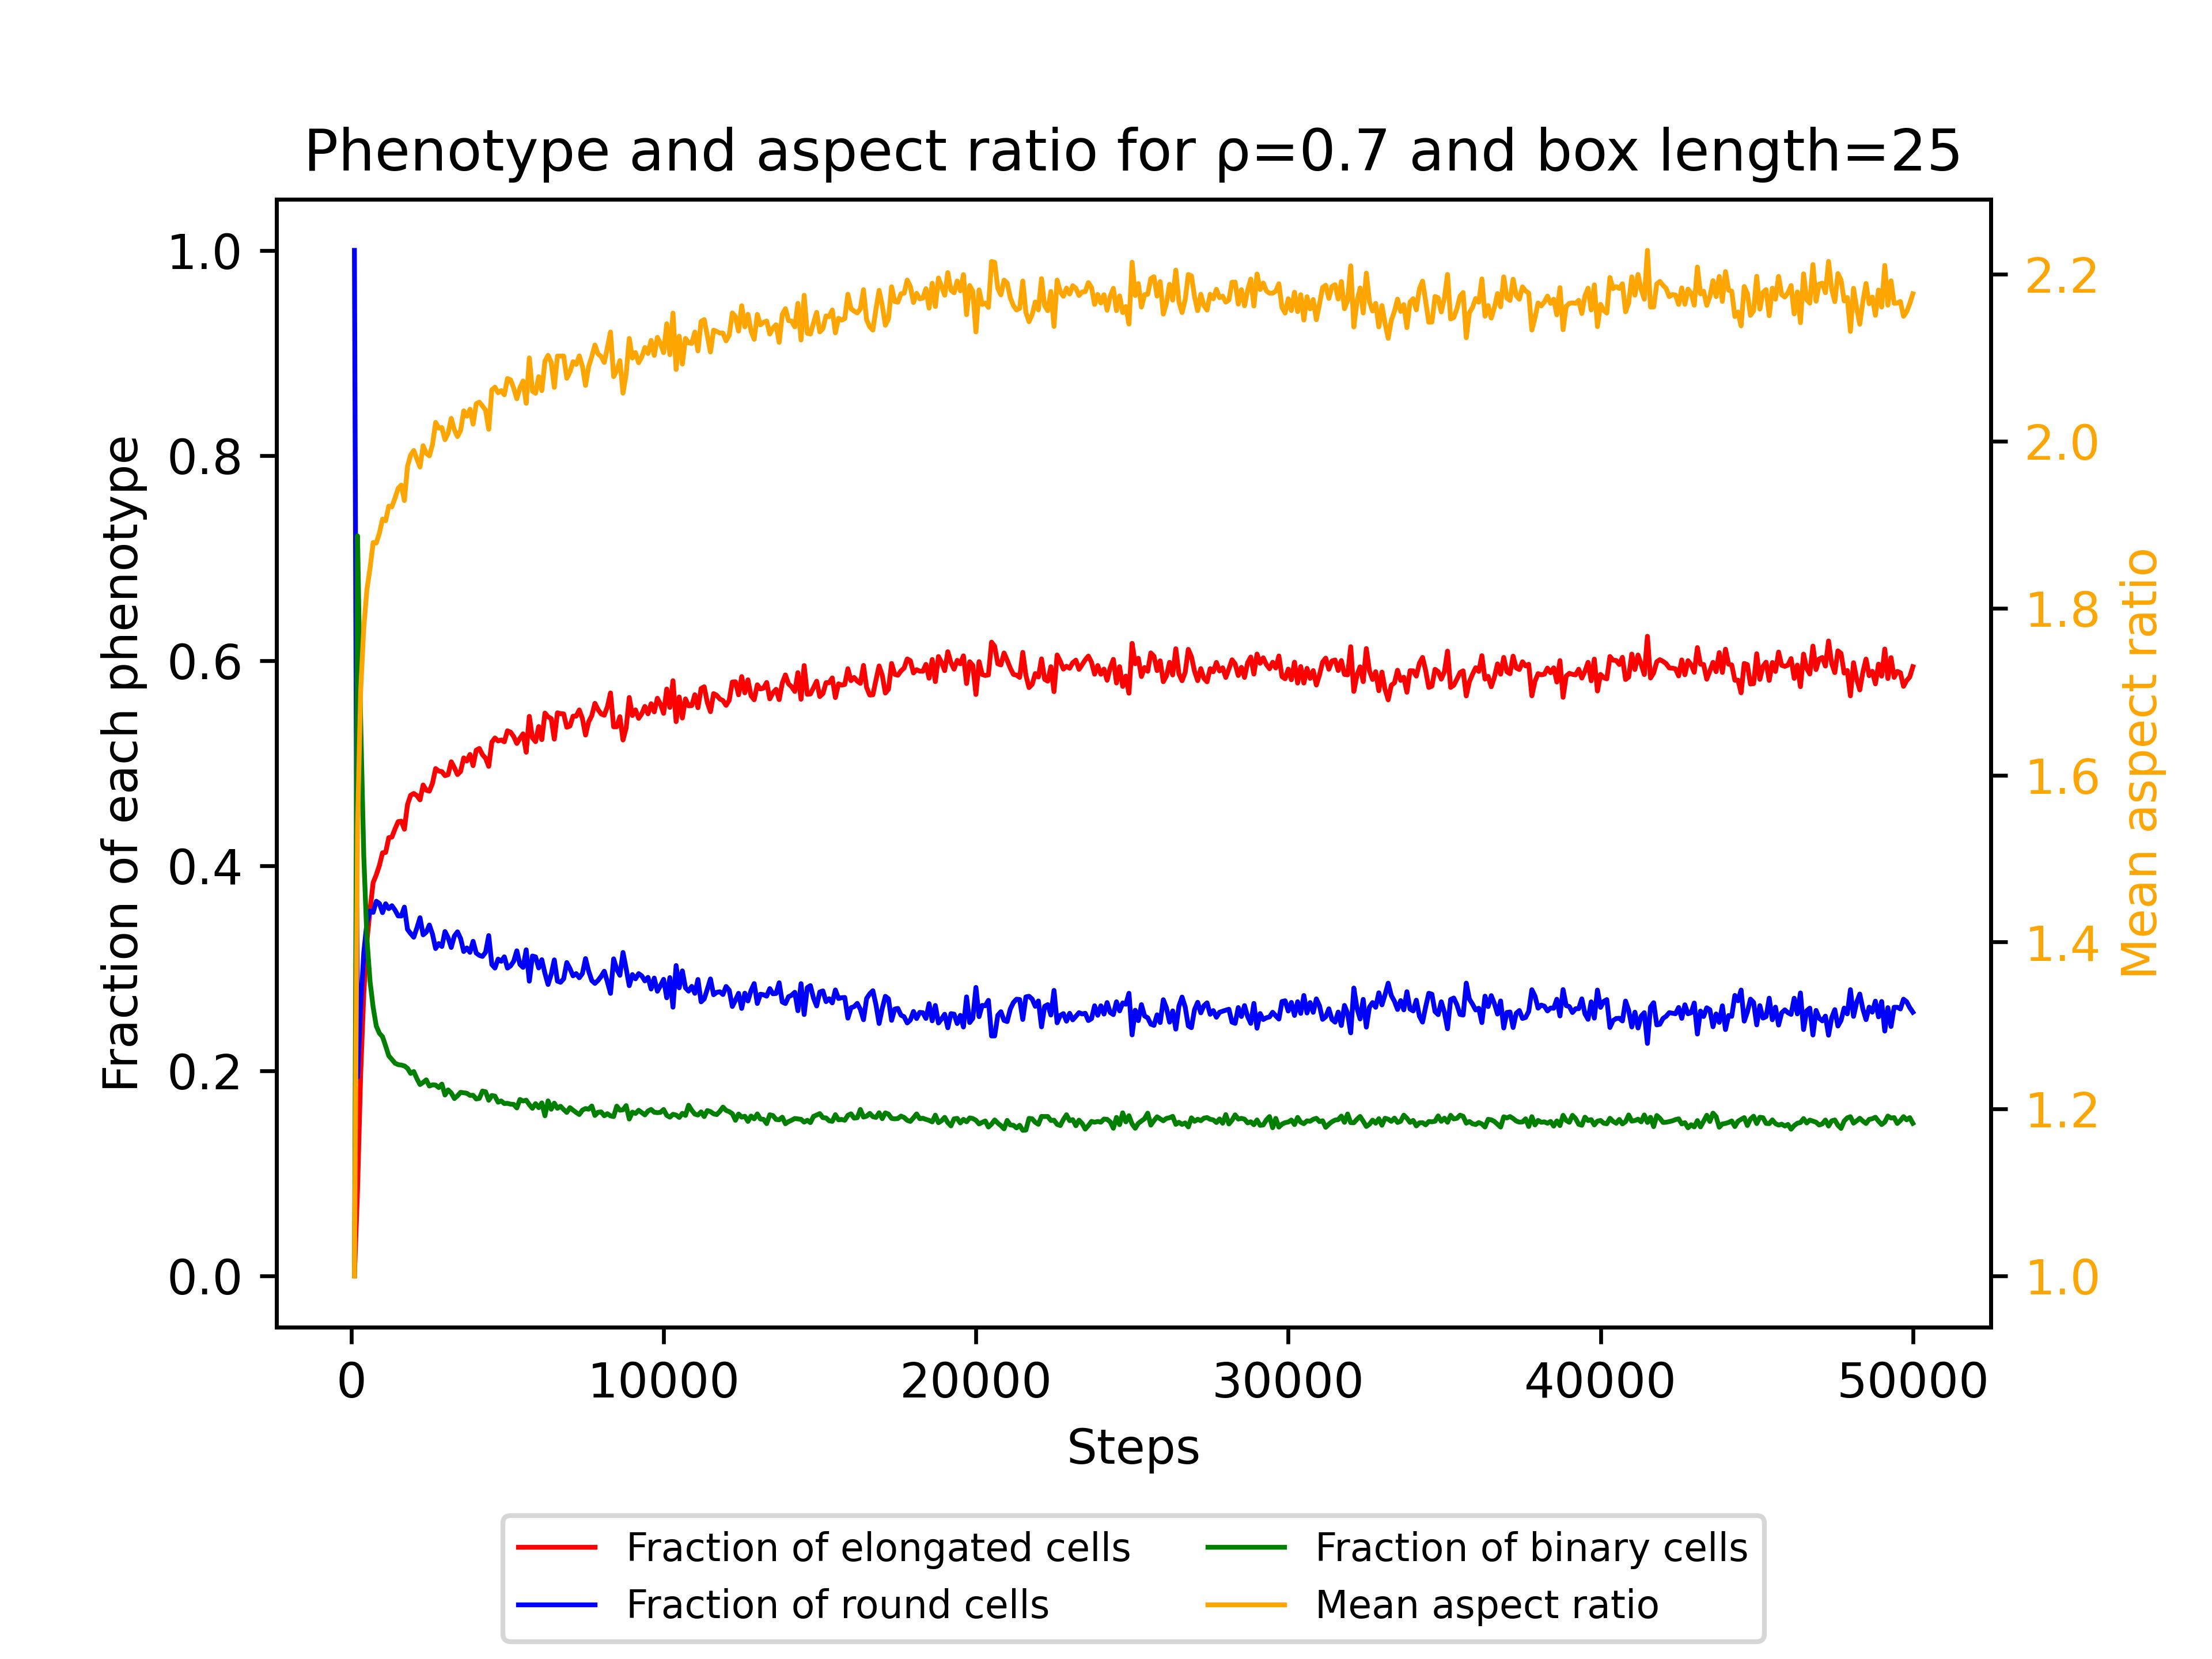 Phenotype and aspect ratio for ρ=0.7 and box length=25
Fraction of each phenotype
1.0
0.8
0.6
0.4
0.2
0.0
2.2
2.0
1.8
1.6
1.4
1.2
1.0
Mean aspect ratio
0 10000 20000 30000 40000 50000
Steps
Fraction of elongated cells
Fraction of round cells
Fraction of binary cells
Mean aspect ratio